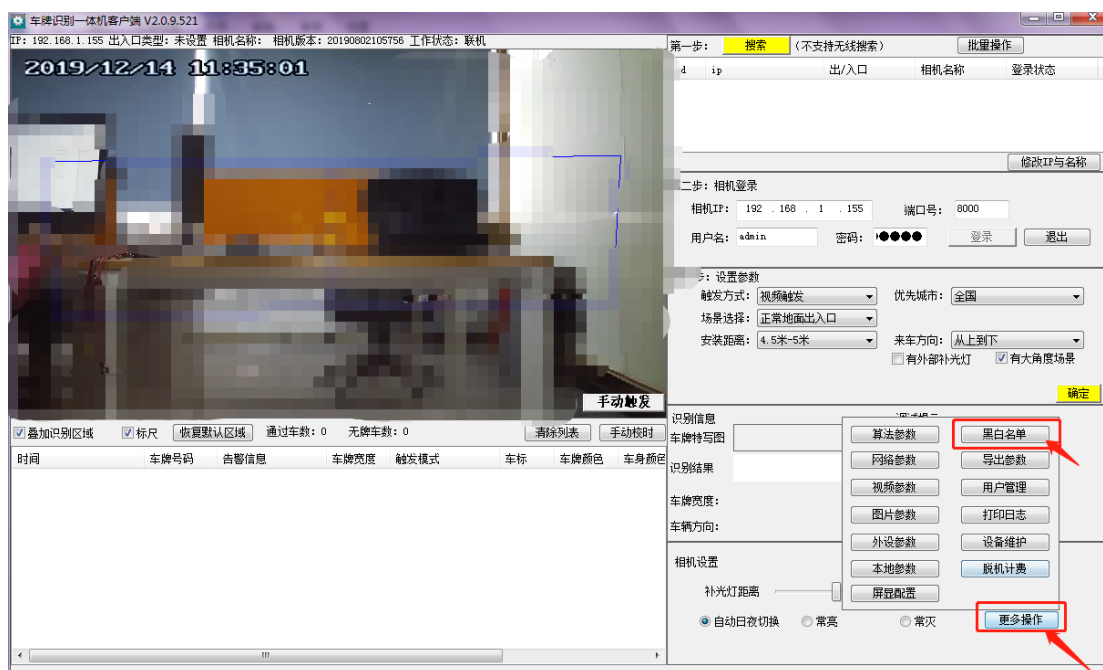 车牌识别一体机客户端 V2.0.9.521
IP: 192.168.1.155 出入口类型: 未设置 相机名称: 相机版本: 20190802105756 工作状态: 联机
2019/12/14 11:35:01
手动触发
叠加识别区域 标尺 恢复默认区域 通过车数: 0 无牌车数: 0 清除列表 手动校时
时间 车牌号码 告警信息 车牌宽度 触发模式 车标 车牌颜色 车身颜色
第一步: 搜索 (不支持无线搜索) 批量操作
d ip 出/入口 相机名称 登录状态
修改IP与名称
二步: 相机登录
相机IP: 192 . 168 . 1 . 155 端口号: 8000
用户名: admin 密码: ●●●● 登录 退出
步: 设置参数
触发方式: 视频触发 优先城市: 全国
场景选择: 正常地面出入口
安装距离: 4.5米-5米 来车方向: 从上到下
有外部补光灯 有大角度场景
确定
识别信息
车牌特写图
识别结果
车牌宽度:
车辆方向:
算法参数 黑白名单
网络参数 导出参数
视频参数 用户管理
图片参数 打印日志
外设参数 设备维护
本地参数 脱机计费
屏显配置
相机设置
补光灯距离
自动日夜切换 常亮 常灭 更多操作